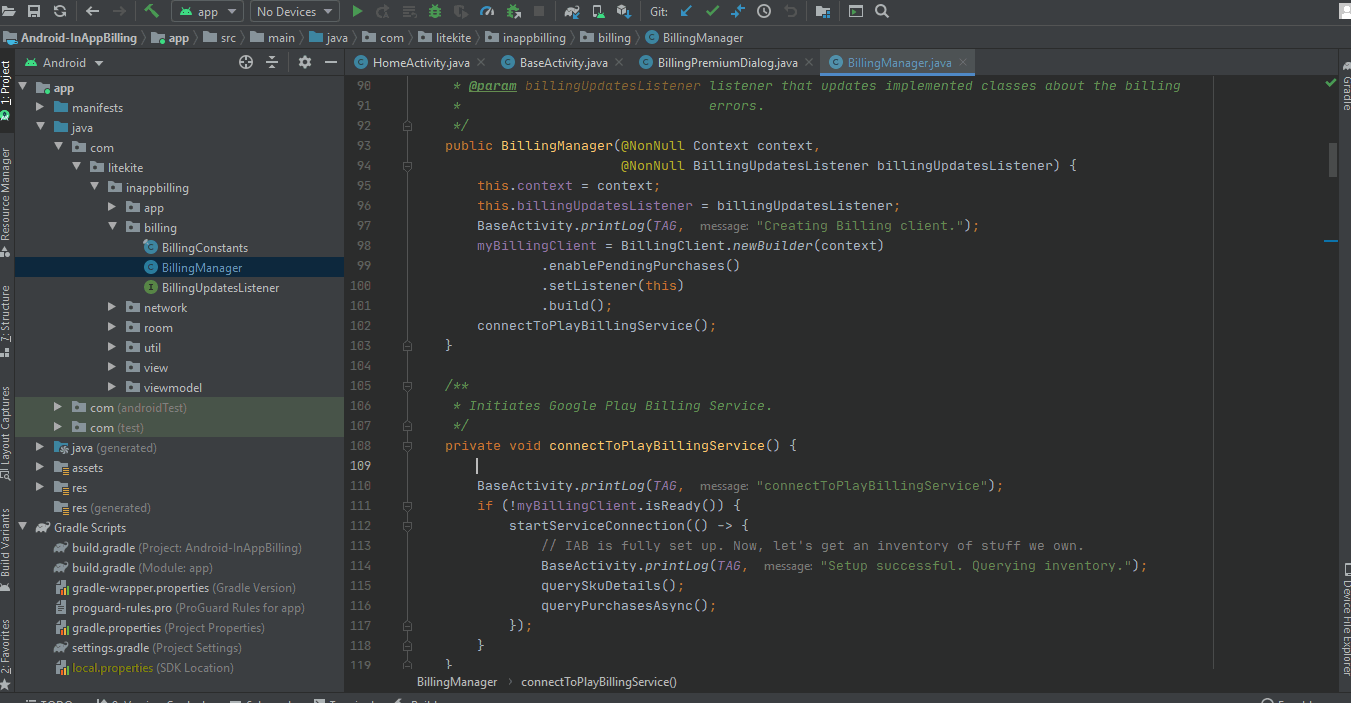 app No Devices Git:
Android-InAppBilling app src main java com litekite inappbilling billing BillingManager
Android
HomeActivity.java BaseActivity.java BillingPremiumDialog.java BillingManager.java
1: Project
Resource Manager
7: Structure
Layout Captures
Build Variants
2: Favorites
app
manifests
java
com
litekite
inappbilling
app
billing
BillingConstants
BillingManager
BillingUpdatesListener
network
room
util
view
viewmodel
com (androidTest)
com (test)
java (generated)
assets
res
res (generated)
Gradle Scripts
build.gradle (Project: Android-InAppBilling)
build.gradle (Module: app)
gradle-wrapper.properties (Gradle Version)
proguard-rules.pro (ProGuard Rules for app)
gradle.properties (Project Properties)
settings.gradle (Project Settings)
local.properties (SDK Location)
90 * @param billingUpdatesListener listener that updates implemented classes about the billing
91 * errors.
92 */
93 public BillingManager(@NonNull Context context,
94 @NonNull BillingUpdatesListener billingUpdatesListener) {
95 this.context = context;
96 this.billingUpdatesListener = billingUpdatesListener;
97 BaseActivity.printLog(TAG, message: "Creating Billing client.");
98 myBillingClient = BillingClient.newBuilder(context)
99 .enablePendingPurchases()
100 .setListener(this)
101 .build();
102 connectToPlayBillingService();
103 }
104
105 /**
106 * Initiates Google Play Billing Service.
107 */
108 private void connectToPlayBillingService() {
109
110 BaseActivity.printLog(TAG, message: "connectToPlayBillingService");
111 if (!myBillingClient.isReady()) {
112 startServiceConnection(() -> {
113 // IAB is fully set up. Now, let's get an inventory of stuff we own.
114 BaseActivity.printLog(TAG, message: "Setup successful. Querying inventory.");
115 querySkuDetails();
116 queryPurchasesAsync();
117 });
118 }
119 }
BillingManager connectToPlayBillingService()
Gradle
Device File Explorer